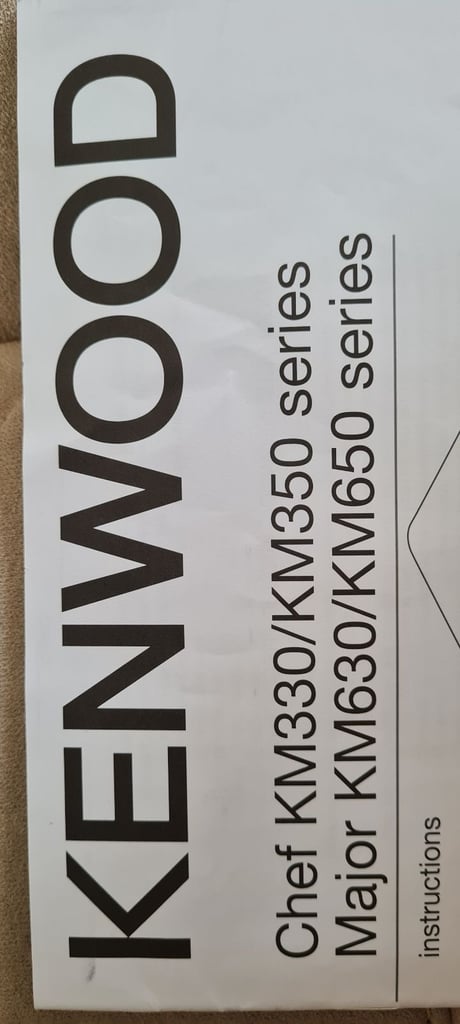 KENWOOD
Chef KM330/KM350 series
Major KM630/KM650 series
instructions